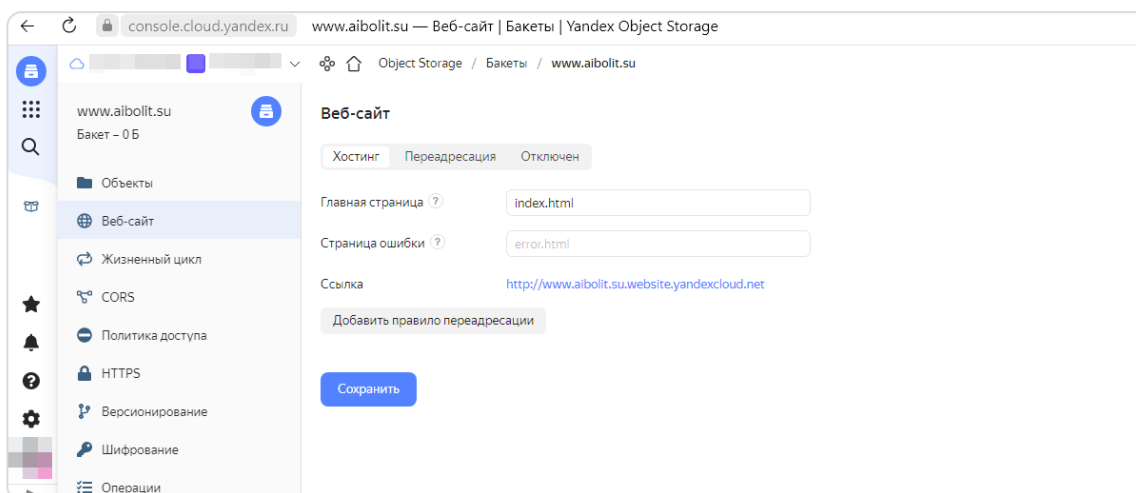 console.cloud.yandex.ru www.aibolit.su — Веб-сайт | Бакеты | Yandex Object Storage
Object Storage / Бакеты / www.aibolit.su
www.aibolit.su
Бакет – 0 Б
Объекты
Веб-сайт
Жизненный цикл
CORS
Политика доступа
HTTPS
Версионирование
Шифрование
Операции
Веб-сайт
Хостинг Переадресация Отключен
Главная страница ? index.html
Страница ошибки ? error.html
Ссылка http://www.aibolit.su.website.yandexcloud.net
Добавить правило переадресации
Сохранить